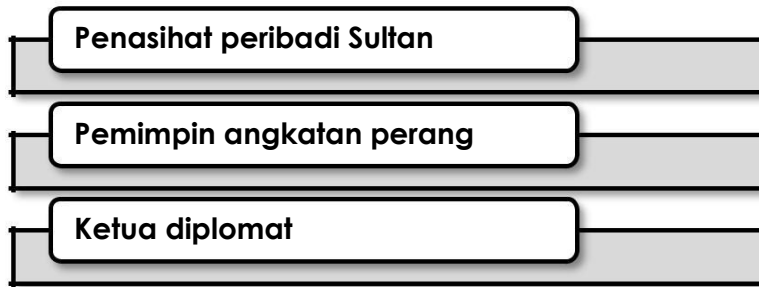 Penasihat peribadi Sultan
Pemimpin angkatan perang
Ketua diplomat